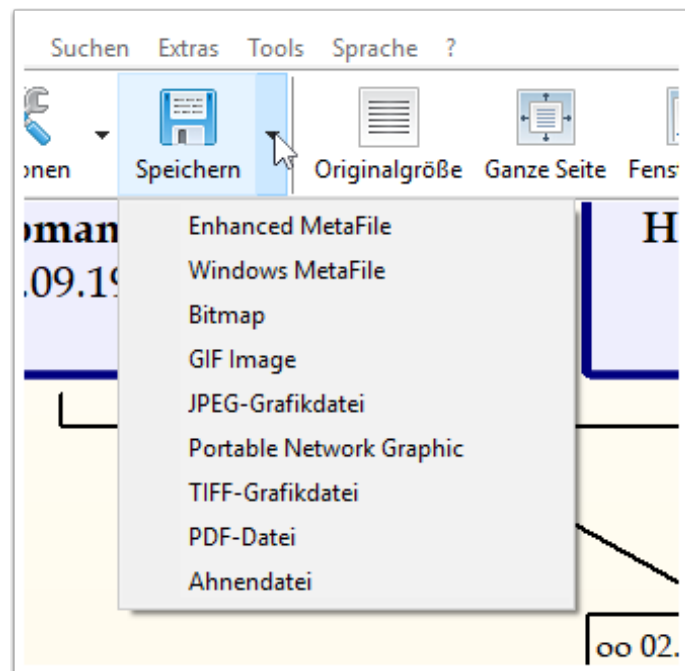 Suchen Extras Tools Sprache ?
onen Speichern Originalgröße Ganze Seite Fens
oman H
.09.19
Enhanced MetaFile
Windows MetaFile
Bitmap
GIF Image
JPEG-Grafikdatei
Portable Network Graphic
TIFF-Grafikdatei
PDF-Datei
Ahnendatei
oo 02.